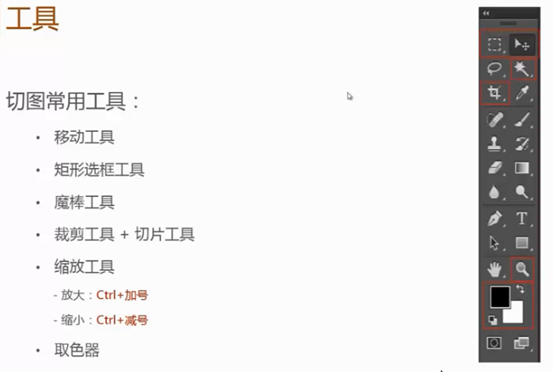 工具
切图常用工具：
• 移动工具
• 矩形选框工具
• 魔棒工具
• 裁剪工具 + 切片工具
• 缩放工具
- 放大：Ctrl+加号
- 缩小：Ctrl+减号
• 取色器
T